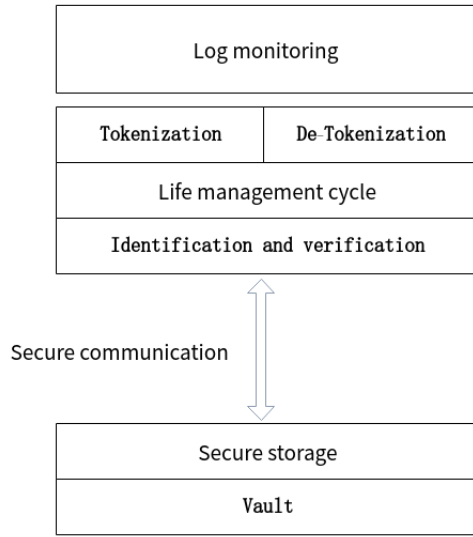 Log monitoring
Tokenization De-Tokenization
Life management cycle
Identification and verification
Secure communication
Secure storage
Vault